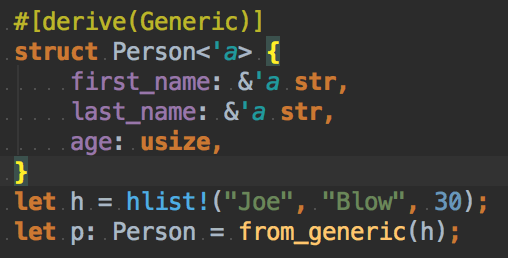 #[derive(Generic)]
struct Person<'a> {
    first_name: &'a str,
    last_name: &'a str,
    age: usize,
}
let h = hlist!("Joe", "Blow", 30);
let p: Person = from_generic(h);